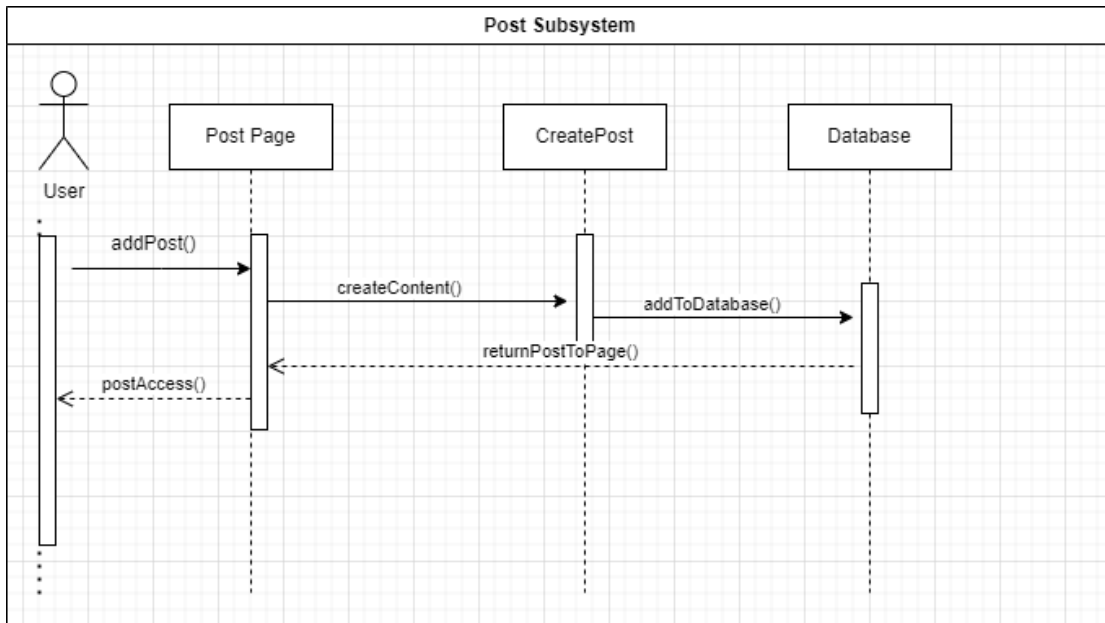 Post Subsystem
Post Page
CreatePost
Database
User
addPost()
createContent()
addToDatabase()
returnPostToPage()
postAccess()